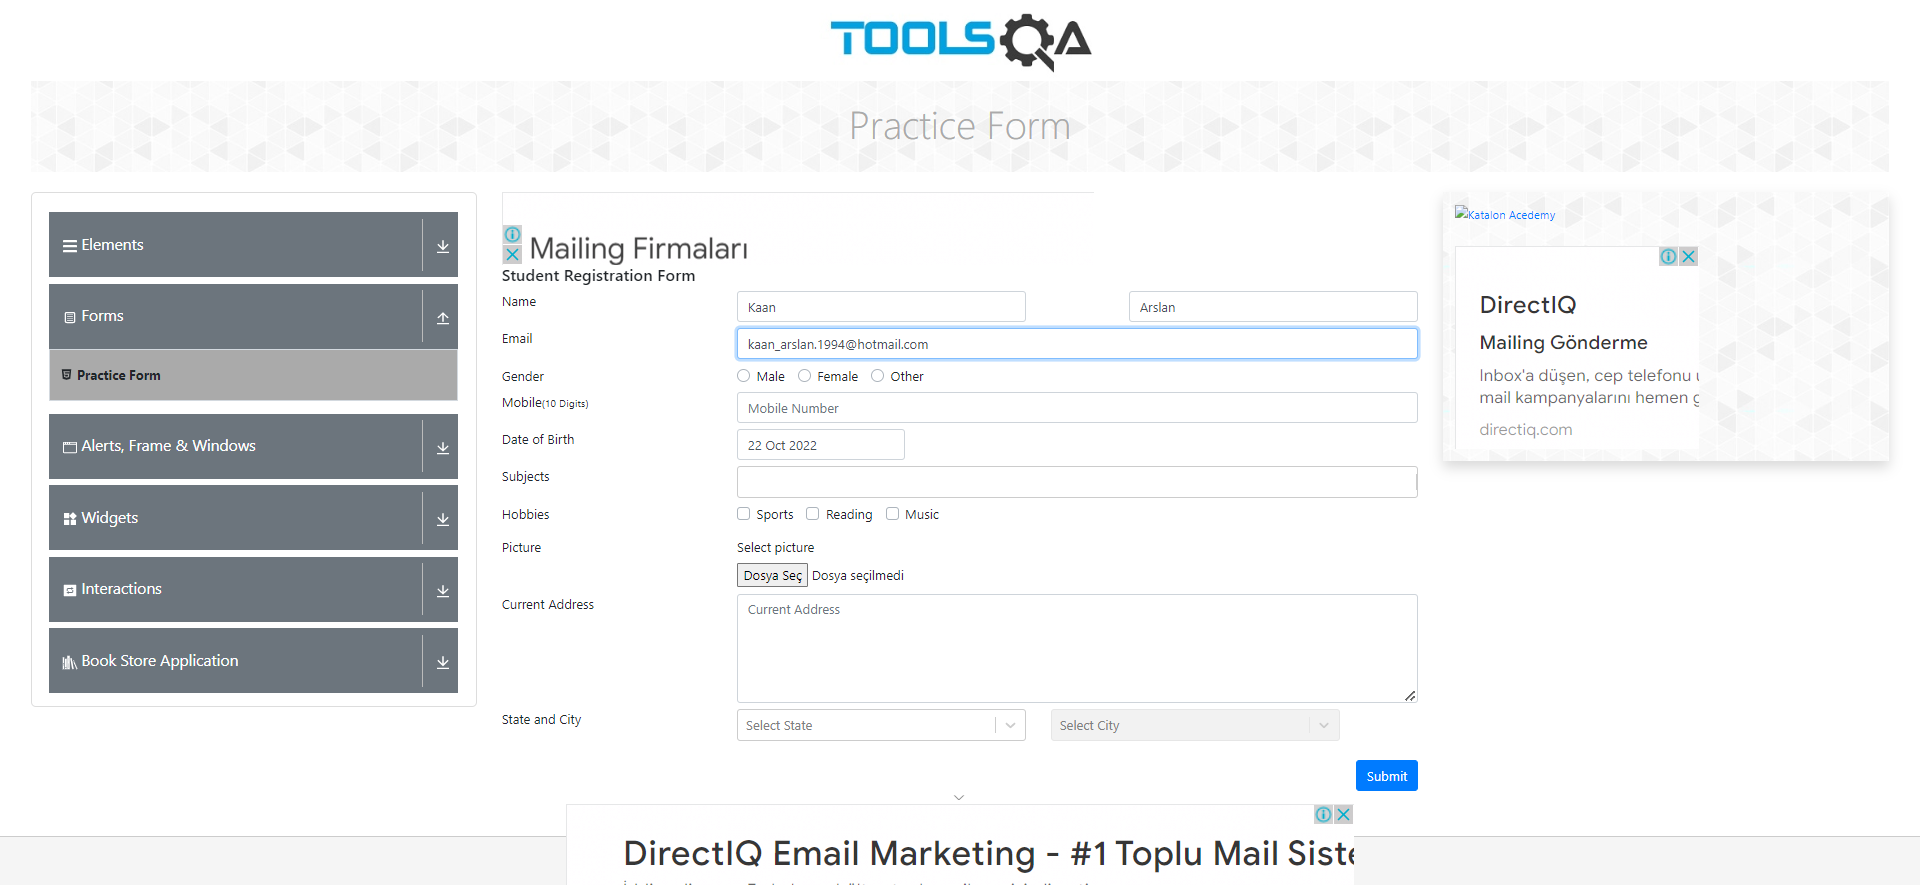 TOOLSQA
Practice Form
Elements
Forms
Practice Form
Alerts, Frame & Windows
Widgets
Interactions
Book Store Application
Mailing Firmaları
Student Registration Form
Name Kaan Arslan
Email kaan_arslan.1994@hotmail.com
Gender Male Female Other
Mobile(10 Digits) Mobile Number
Date of Birth 22 Oct 2022
Subjects
Hobbies Sports Reading Music
Picture Select picture
Dosya Seç Dosya seçilmedi
Current Address Current Address
State and City Select State Select City
Submit
Katalon Acedemy
DirectIQ
Mailing Gönderme
Inbox'a düşen, cep telefonu
mail kampanyalarını hemen g
directiq.com
DirectIQ Email Marketing - #1 Toplu Mail Siste